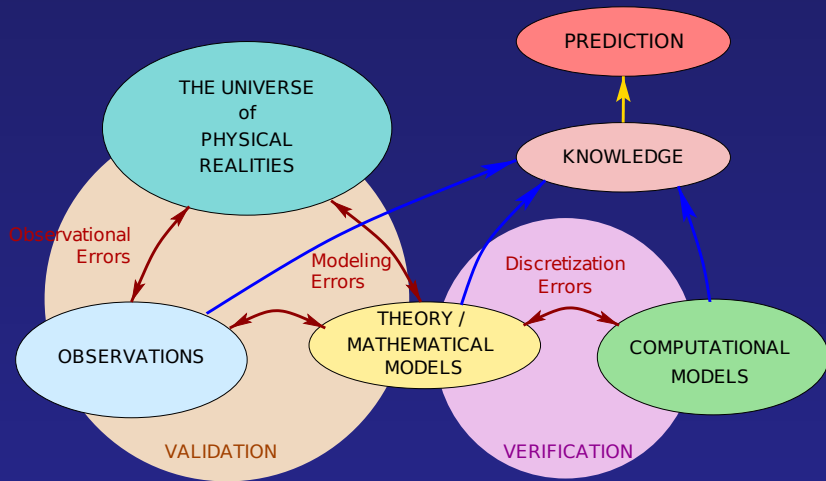 PREDICTION
THE UNIVERSE
of
PHYSICAL
REALITIES
KNOWLEDGE
Observational
Errors
Modeling
Errors
Discretization
Errors
OBSERVATIONS
THEORY /
MATHEMATICAL
MODELS
COMPUTATIONAL
MODELS
VALIDATION
VERIFICATION